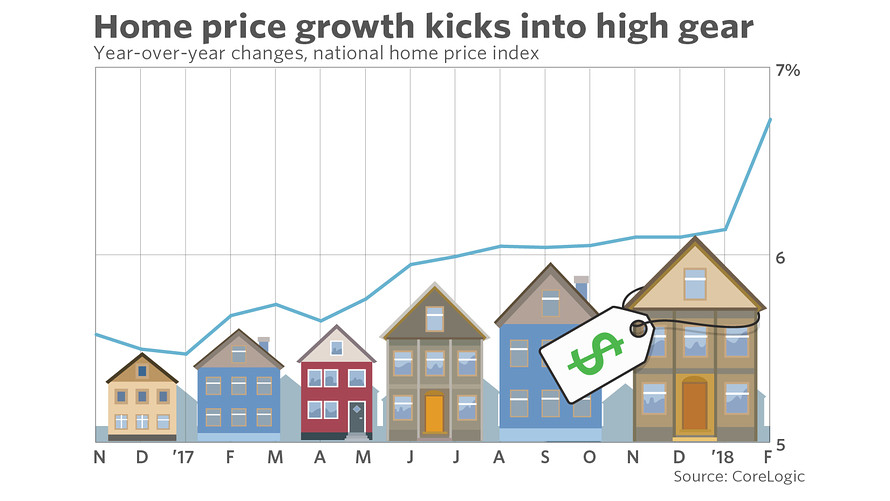 Home price growth kicks into high gear
Year-over-year changes, national home price index
7%
6
$
5
N D ’17 F M A M J J A S O N D ’18 F
Source: CoreLogic